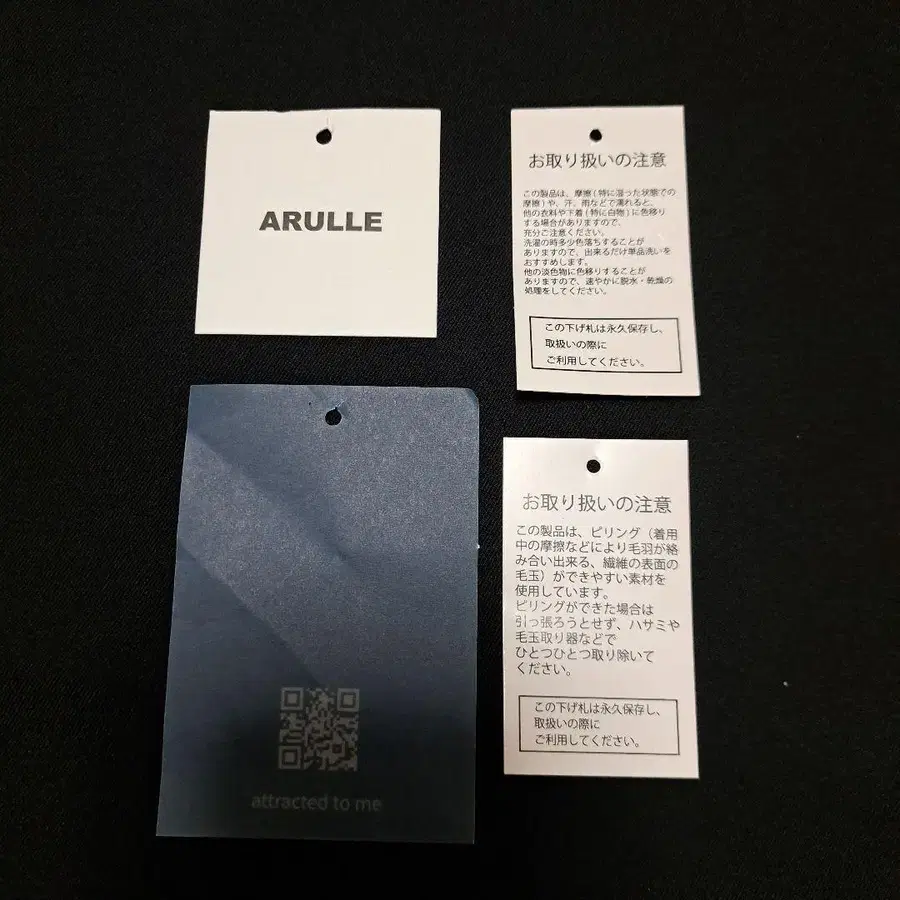 ARULLE
お取り扱いの注意
この製品は、摩擦(特に湿った状態での
摩擦)や、汗、雨などで濡れると、
他の衣料や下着(特に白物)に色移り
する場合がありますので、
充分ご注意ください。
洗濯の時多少色落ちすることが
ありますので、出来るだけ単品洗いを
おすすめします。
他の淡色物に色移りすることが
ありますので、速やかに脱水・乾燥の
処理をしてください。
この下げ札は永久保存し、
取扱いの際に
ご利用してください。
attracted to me
お取り扱いの注意
この製品は、ピリング（着用
中の摩擦などにより毛羽が絡
み合い出来る、繊維の表面の
毛玉）ができやすい素材を
使用しています。
ピリングができた場合は
引っ張ろうとせず、ハサミや
毛玉取り器などで
ひとつひとつ取り除いて
ください。
この下げ札は永久保存し、
取扱いの際に
ご利用してください。